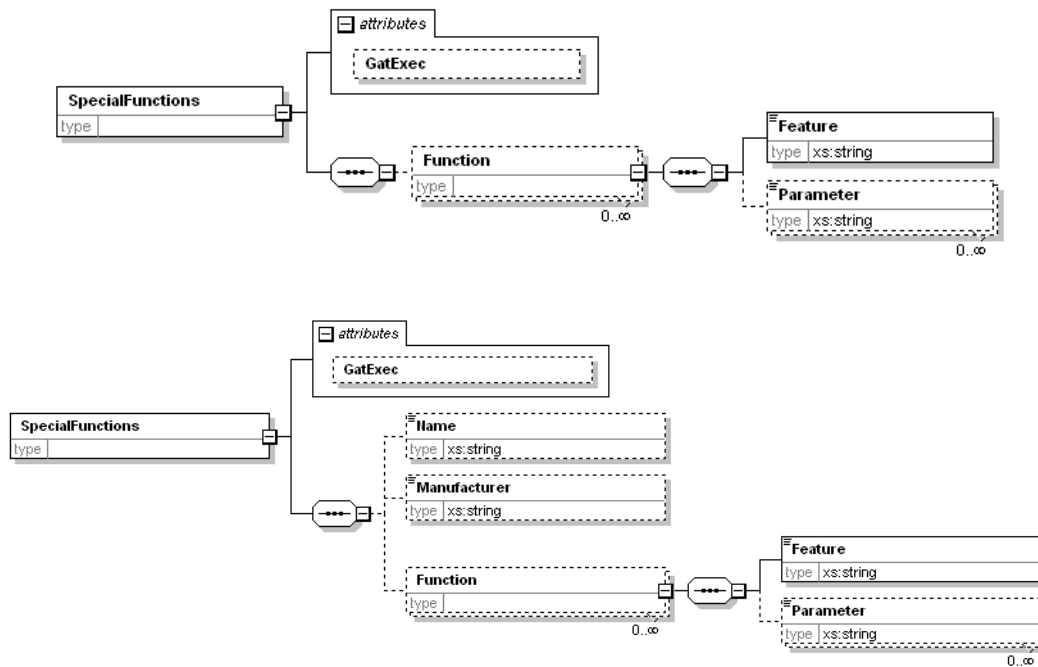 attributes
GatExec
SpecialFunctions
type
Function
type
0..∞
Feature
type xs:string
Parameter
type xs:string
0..∞
attributes
GatExec
SpecialFunctions
type
Name
type xs:string
Manufacturer
type xs:string
Function
type
0..∞
Feature
type xs:string
Parameter
type xs:string
0..∞